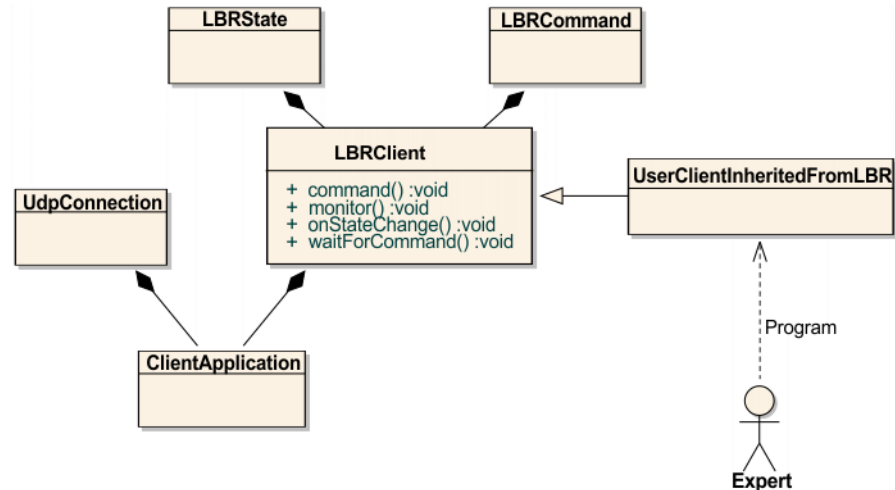 LBRState
LBRCommand
LBRClient
+ command() :void
+ monitor() :void
+ onStateChange() :void
+ waitForCommand() :void
UserClientInheritedFromLBR
UdpConnection
Program
ClientApplication
Expert